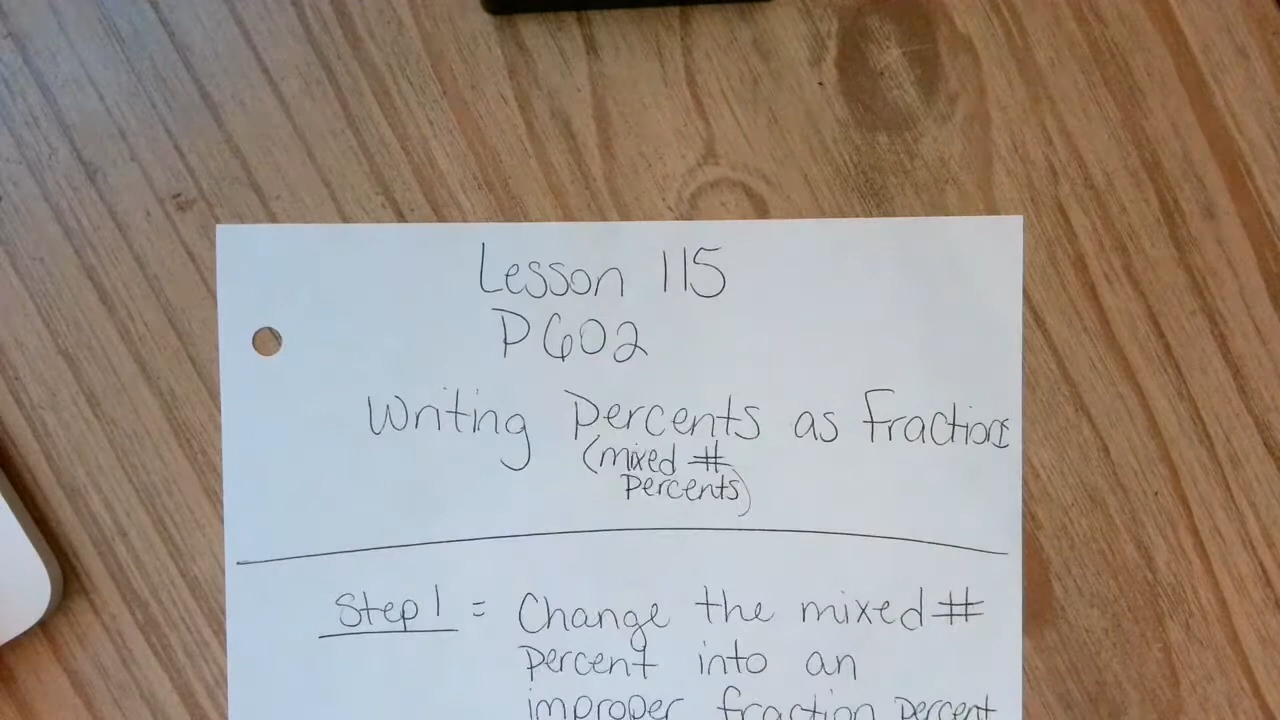 Lesson 115
P602
Writing Percents as Fractions
(mixed #
Percents)
Step 1 = Change the mixed #
percent into an
improper fraction percent